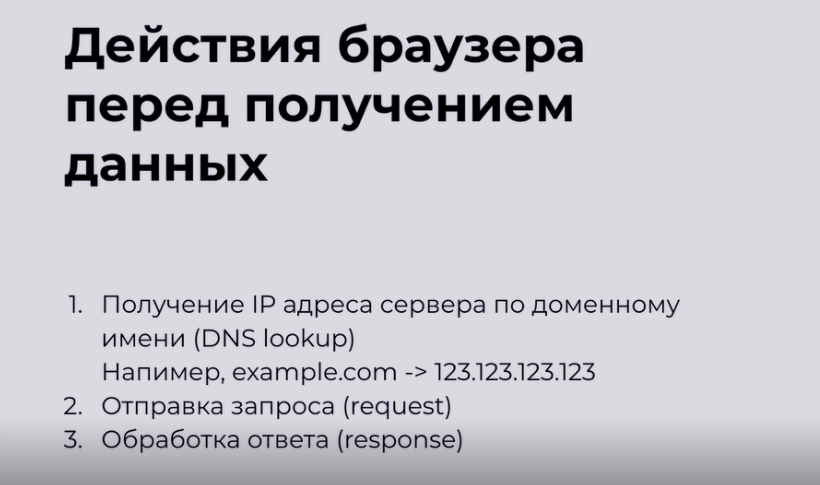 Действия браузера
перед получением
данных
1. Получение IP адреса сервера по доменному
имени (DNS lookup)
Напимер, example.com -> 123.123.123.123
2. Отправка запроса (request)
3. Обработка ответа (response)